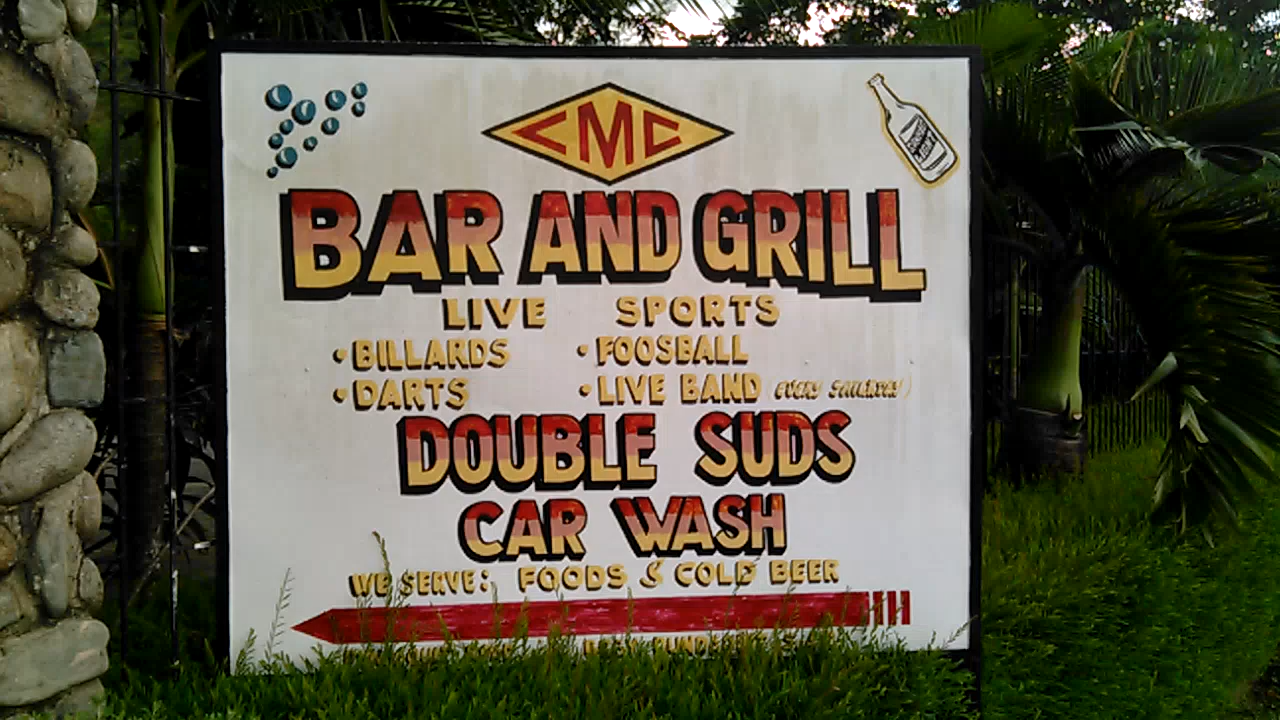 CMC
BAR AND GRILL
LIVE SPORTS
• BILLARDS • FOOSBALL
• DARTS • LIVE BAND EVERY
DOUBLE SUDS
CAR WASH
WE SERVE: FOODS & COLD BEER